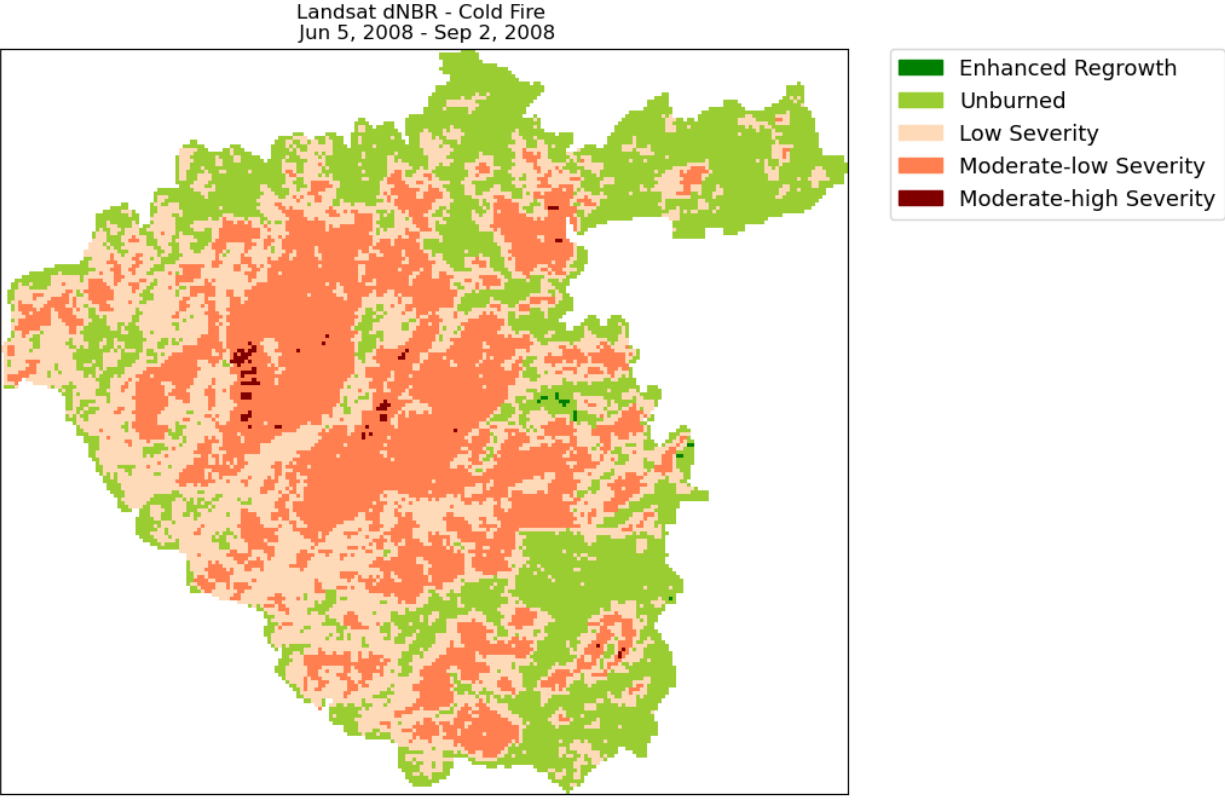 Landsat dNBR - Cold Fire
Jun 5, 2008 - Sep 2, 2008
Enhanced Regrowth
Unburned
Low Severity
Moderate-low Severity
Moderate-high Severity